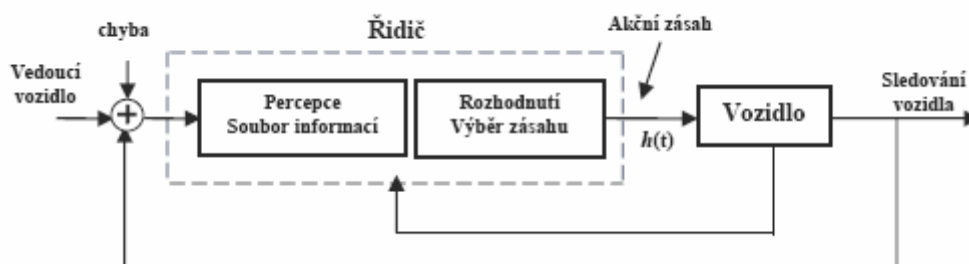 chyba
Řidič
Akční zásah
Vedoucí
vozidlo
+
Percepce
Soubor informací
Rozhodnutí
Výběr zásahu
h(t)
Vozidlo
Sledování
vozidla